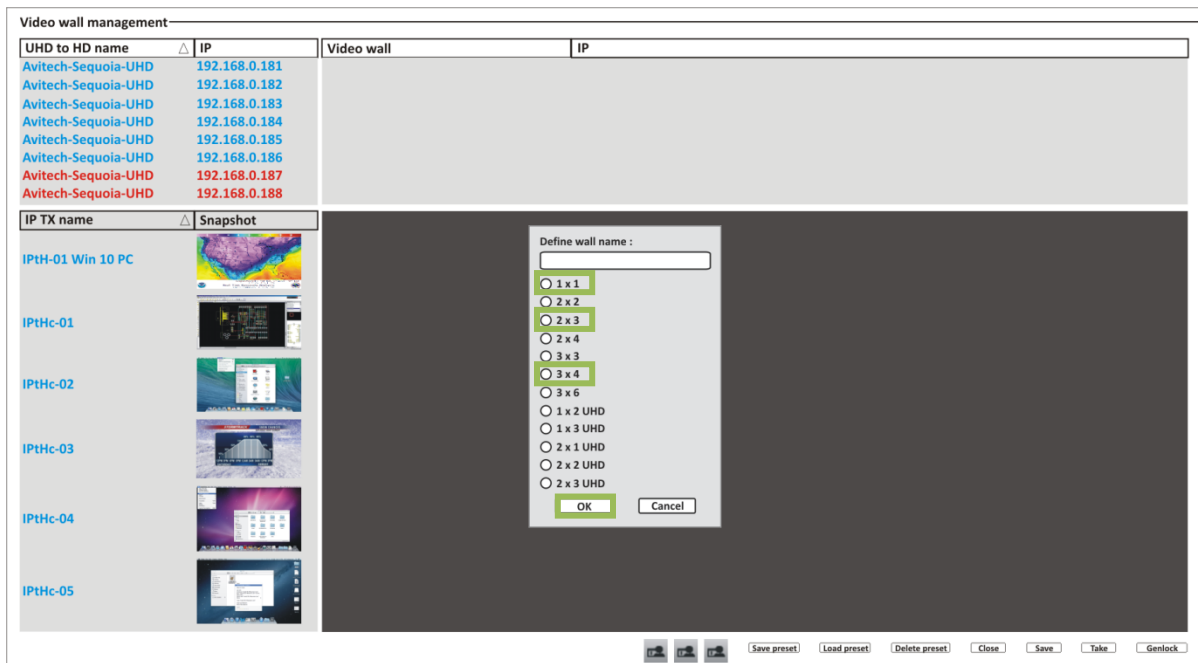 Video wall management
UHD to HD name △ IP
Avitech-Sequoia-UHD 192.168.0.181
Avitech-Sequoia-UHD 192.168.0.182
Avitech-Sequoia-UHD 192.168.0.183
Avitech-Sequoia-UHD 192.168.0.184
Avitech-Sequoia-UHD 192.168.0.185
Avitech-Sequoia-UHD 192.168.0.186
Avitech-Sequoia-UHD 192.168.0.187
Avitech-Sequoia-UHD 192.168.0.188
Video wall IP
IP TX name △ Snapshot
IPtH-01 Win 10 PC
IPtHc-01
IPtHc-02
IPtHc-03
IPtHc-04
IPtHc-05
Define wall name :
1 x 1
2 x 2
2 x 3
2 x 4
3 x 3
3 x 4
3 x 6
1 x 2 UHD
1 x 3 UHD
2 x 1 UHD
2 x 2 UHD
2 x 3 UHD
OK Cancel
Save preset Load preset Delete preset Close Save Take Genlock